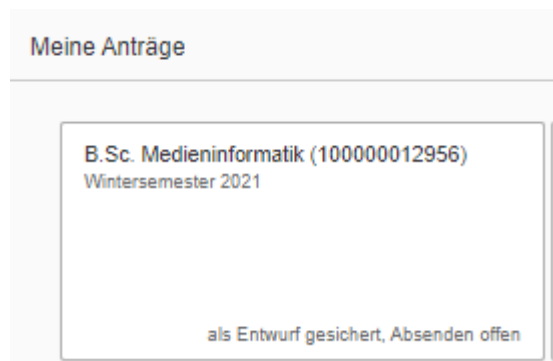 Meine Anträge
B.Sc. Medieninformatik (100000012956)
Wintersemester 2021
als Entwurf gesichert, Absenden offen